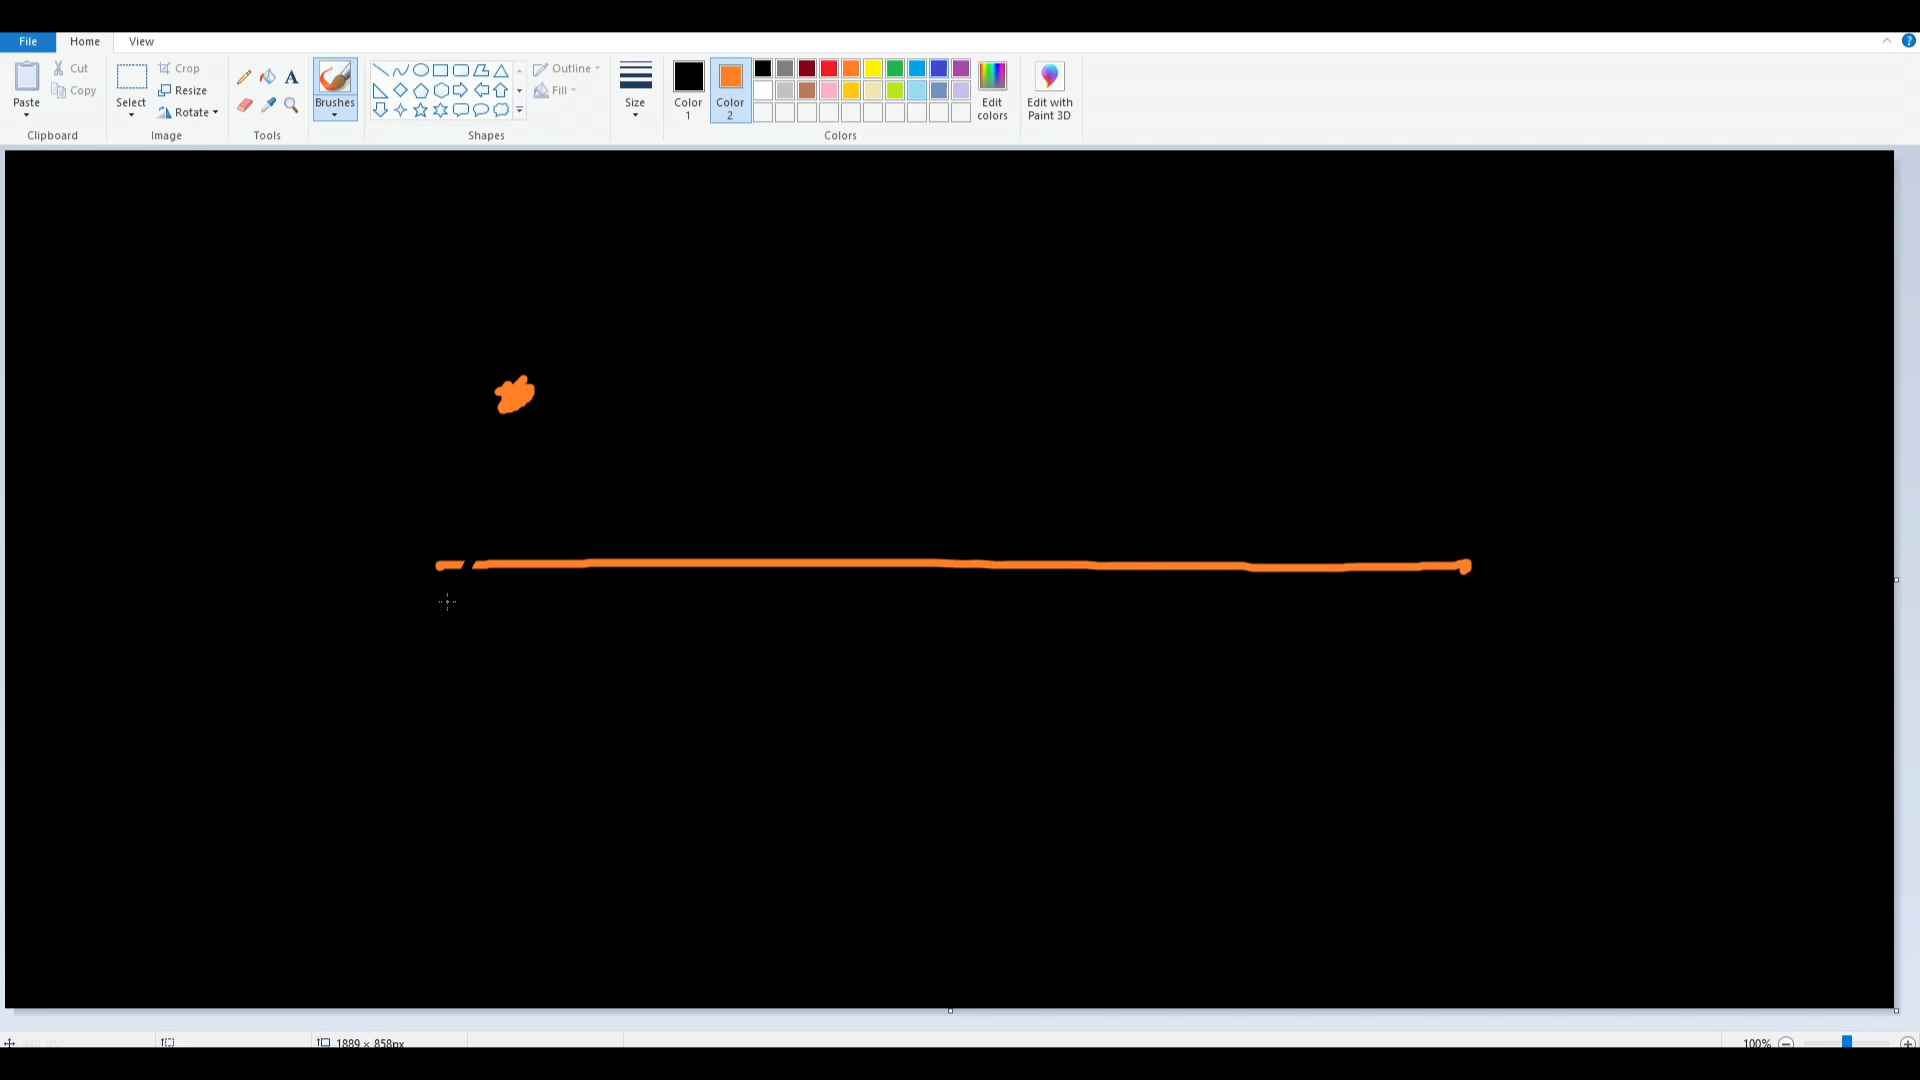 File Home View
Paste
Cut
Copy
Clipboard
Select
Crop
Resize
Rotate
Image
A
Tools
Brushes
Outline
Fill
Shapes
Size
Color
1
Color
2
Edit
colors
Colors
Edit with
Paint 3D
?
1889 × 858px
100%